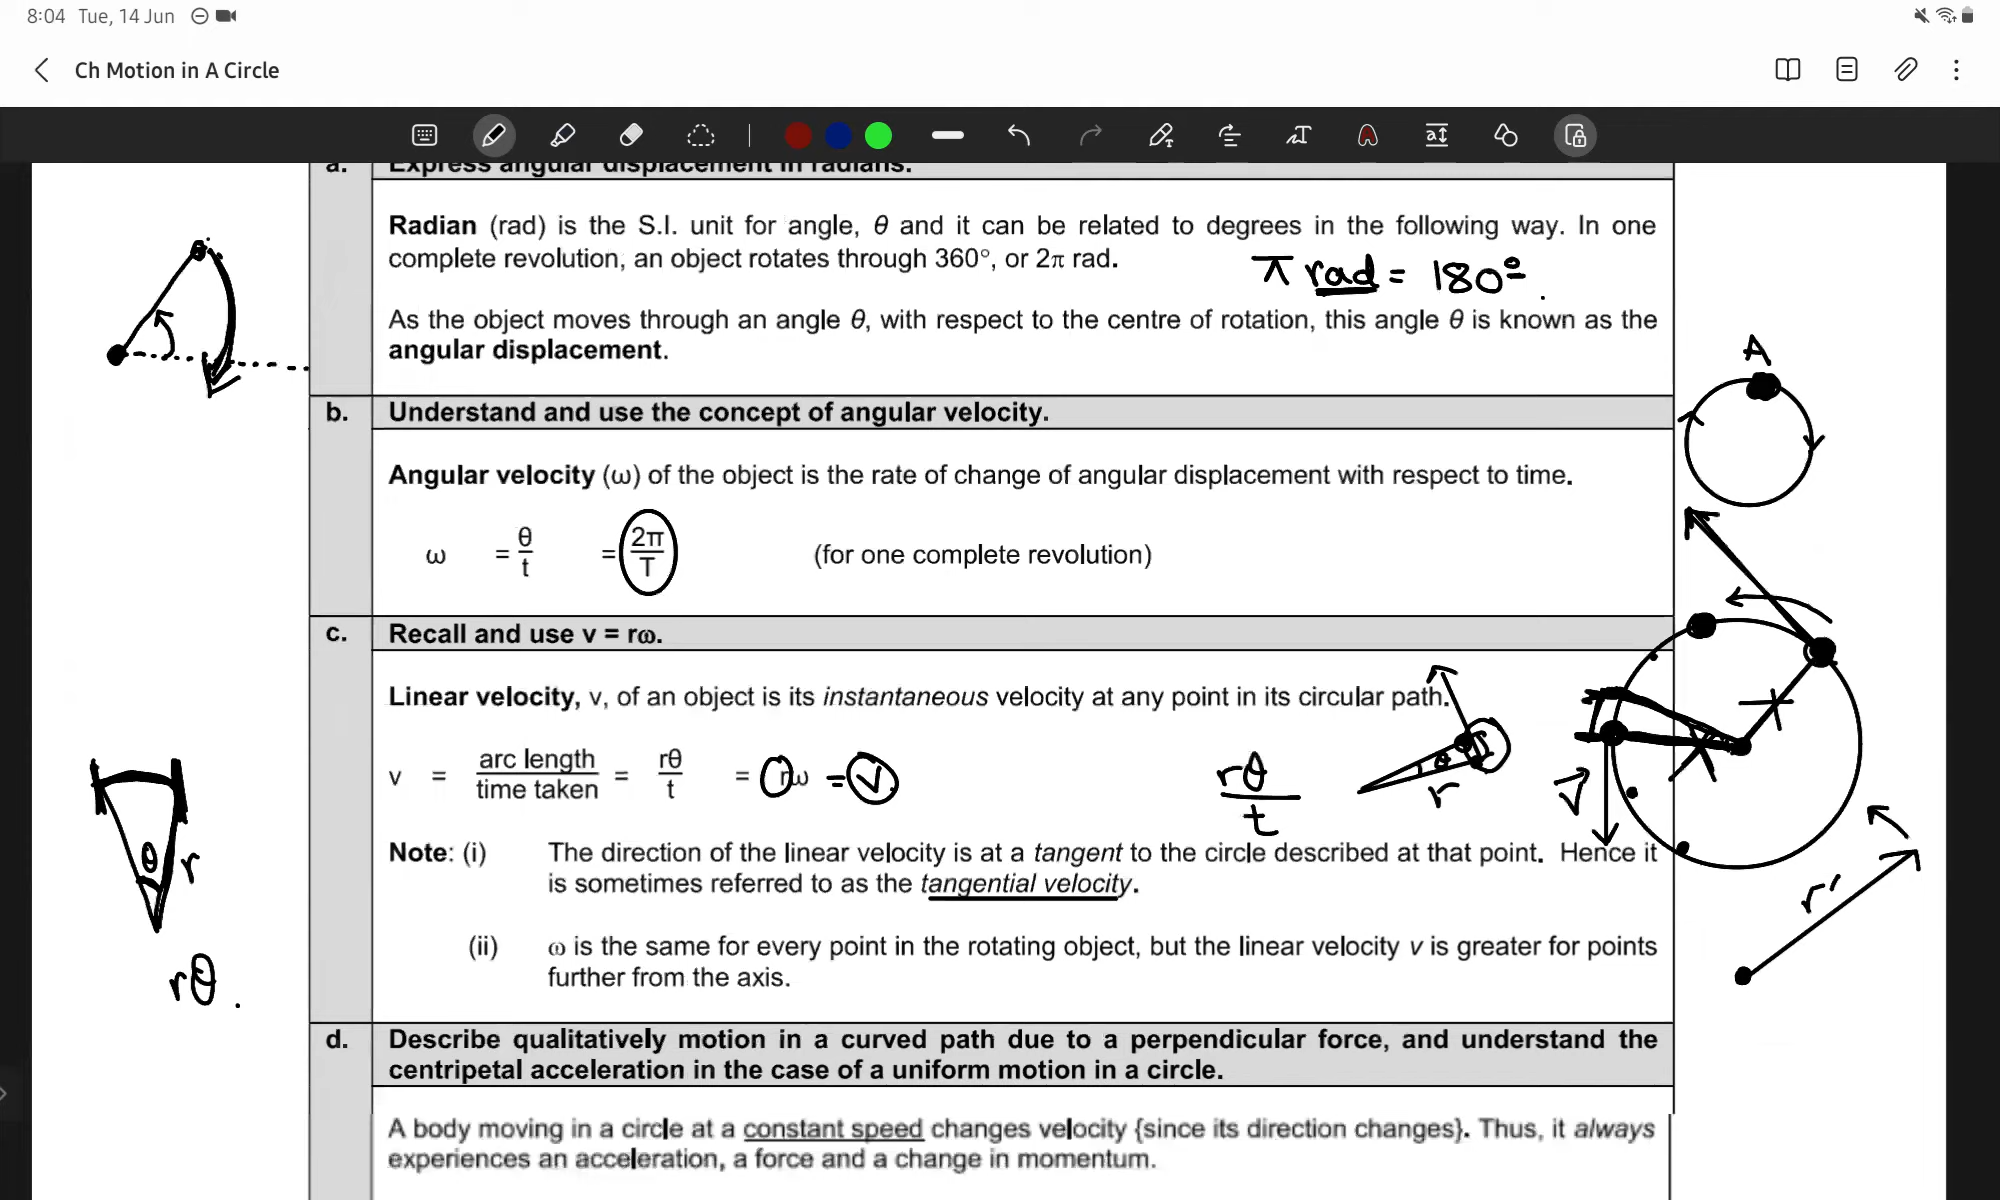 8:04 Tue, 14 Jun
Ch Motion in A Circle
a. Express angular displacement in radians.
Radian (rad) is the S.I. unit for angle, θ and it can be related to degrees in the following way. In one
complete revolution, an object rotates through 360°, or 2π rad.
π rad = 180°
As the object moves through an angle θ, with respect to the centre of rotation, this angle θ is known as the
angular displacement.
A
b. Understand and use the concept of angular velocity.
Angular velocity (ω) of the object is the rate of change of angular displacement with respect to time.
ω = θ/t = 2π/T (for one complete revolution)
c. Recall and use v = rω.
Linear velocity, v, of an object is its instantaneous velocity at any point in its circular path.
v = arc length/time taken = rθ/t = rω = v
rθ/t
θ
r
v
θ r
rθ.
Note: (i) The direction of the linear velocity is at a tangent to the circle described at that point. Hence it
is sometimes referred to as the tangential velocity.
r'
(ii) ω is the same for every point in the rotating object, but the linear velocity v is greater for points
further from the axis.
d. Describe qualitatively motion in a curved path due to a perpendicular force, and understand the
centripetal acceleration in the case of a uniform motion in a circle.
A body moving in a circle at a constant speed changes velocity {since its direction changes}. Thus, it always
experiences an acceleration, a force and a change in momentum.